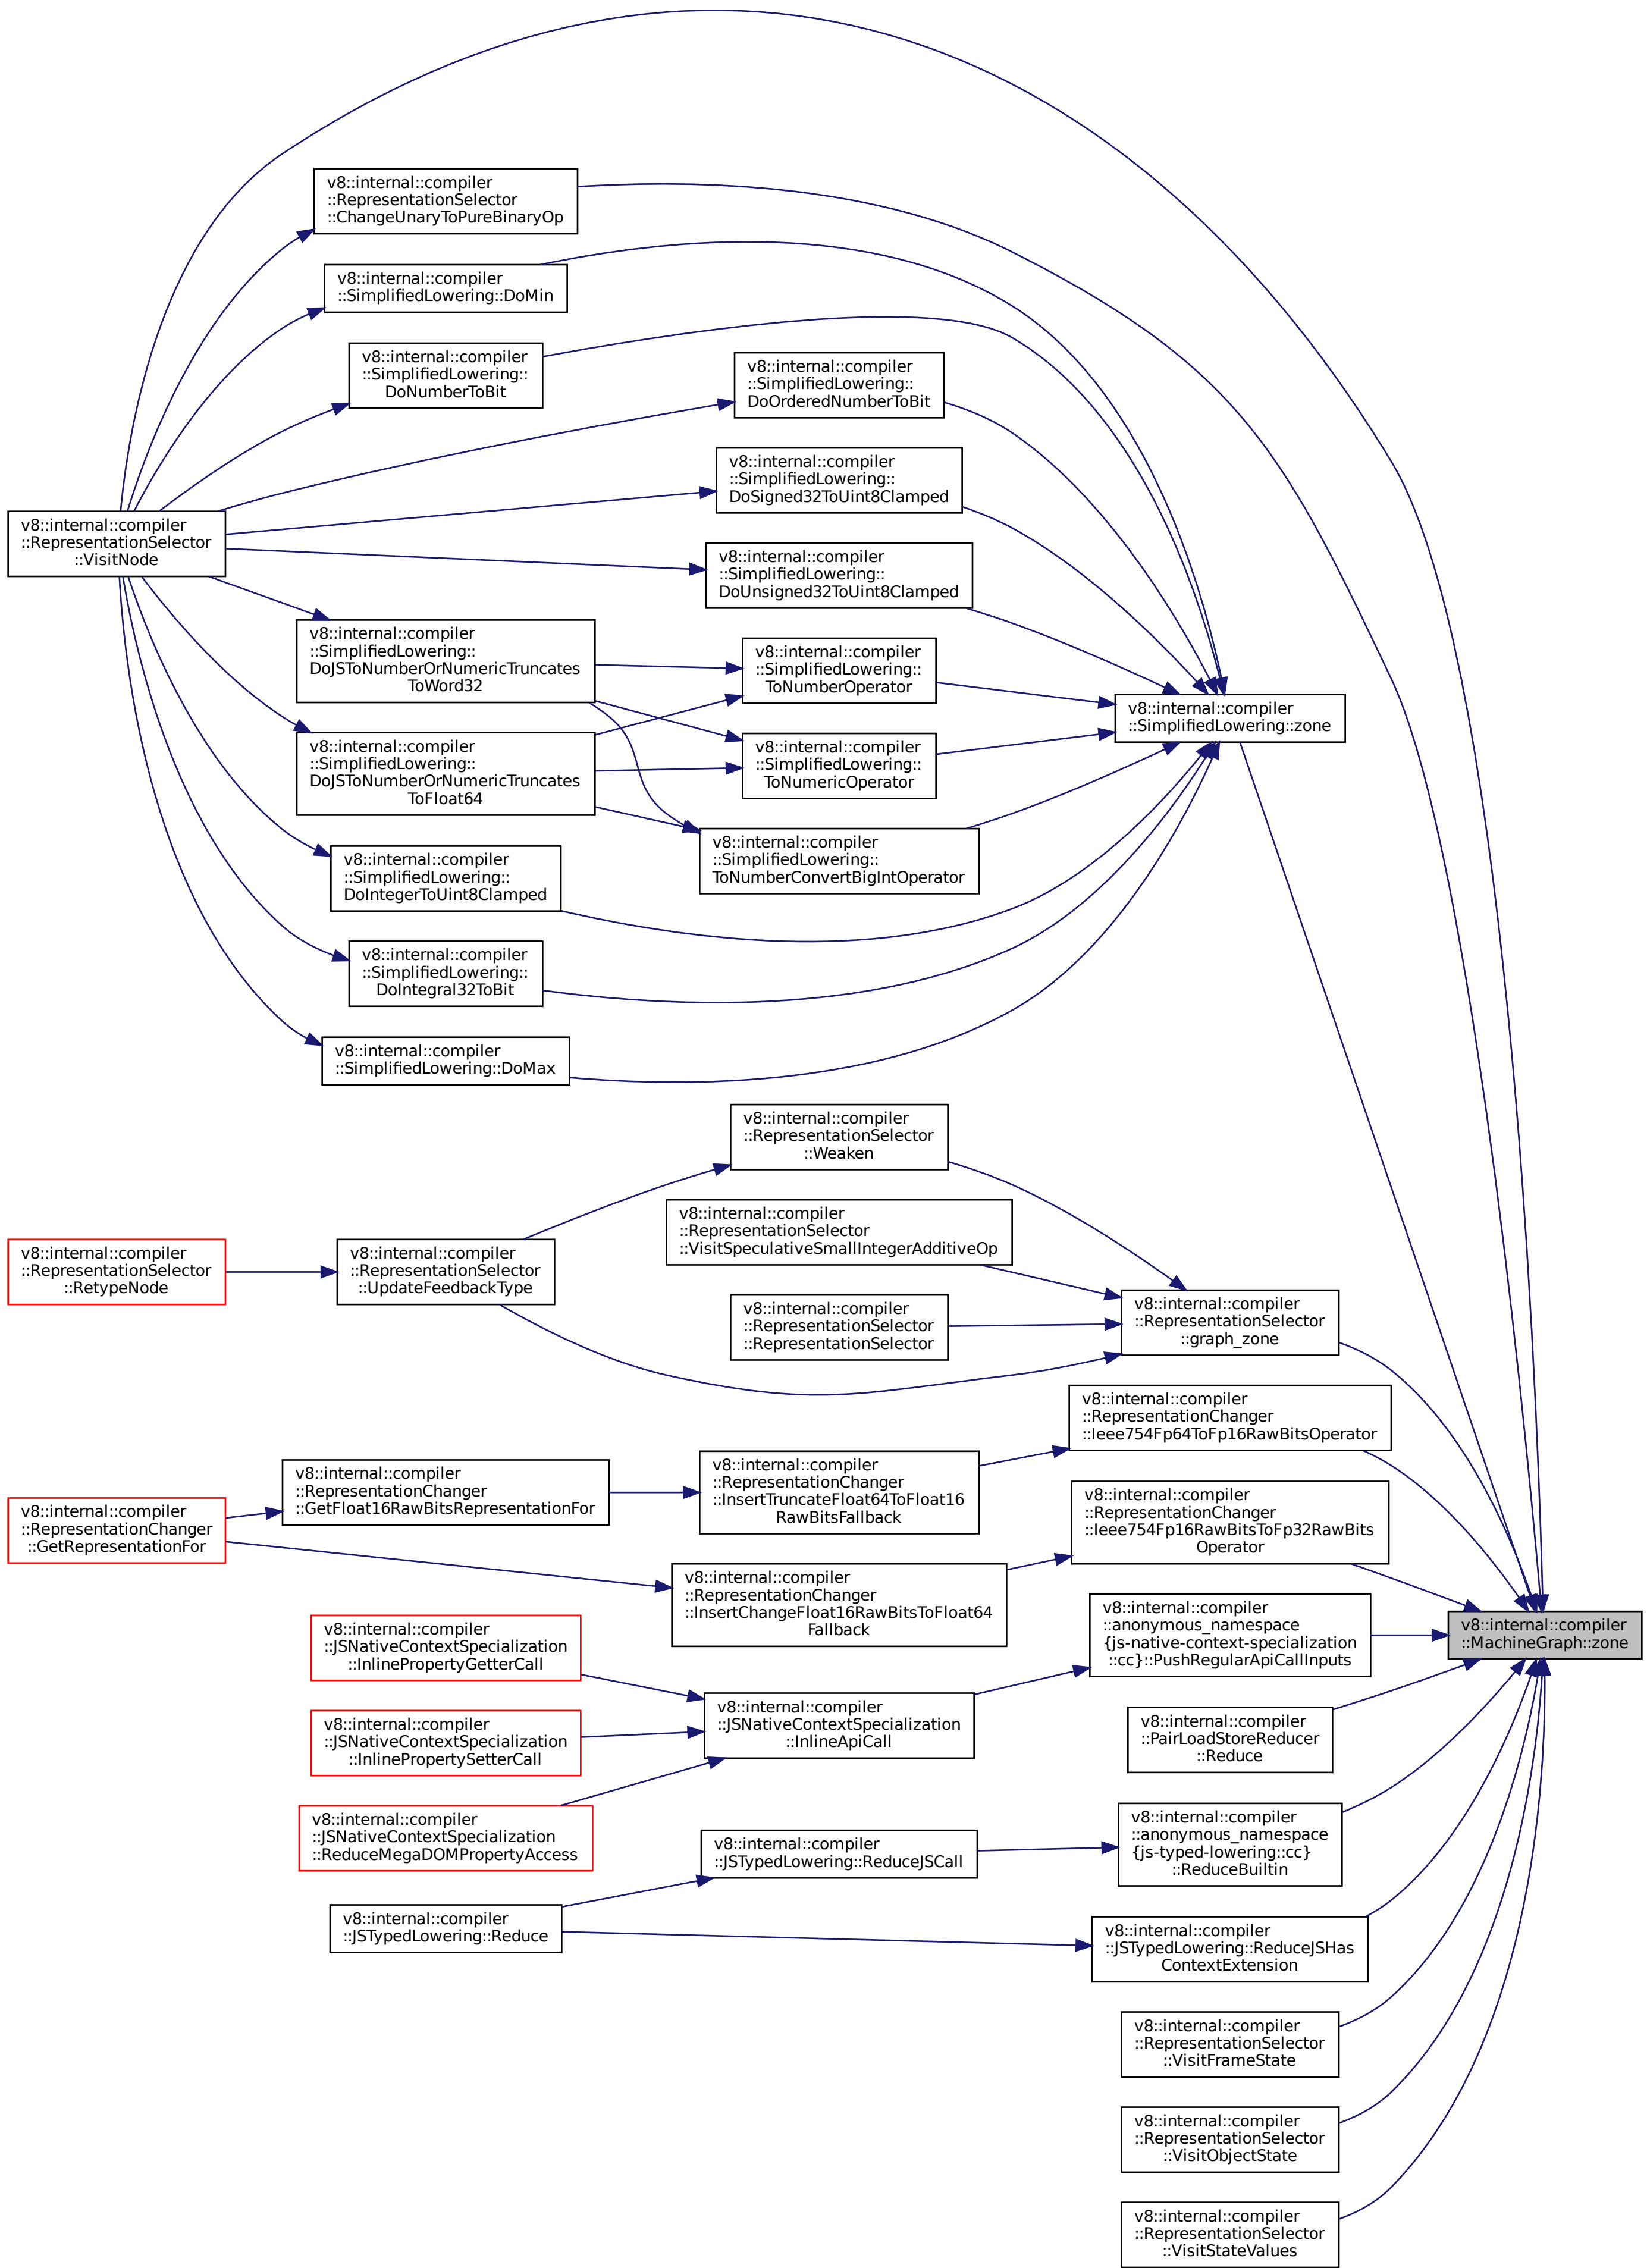 v8::internal::compiler
::RepresentationSelector
::ChangeUnaryToPureBinaryOp
v8::internal::compiler
::SimplifiedLowering::DoMin
v8::internal::compiler
::SimplifiedLowering::
DoNumberToBit
v8::internal::compiler
::SimplifiedLowering::
DoOrderedNumberToBit
v8::internal::compiler
::SimplifiedLowering::
DoSigned32ToUint8Clamped
v8::internal::compiler
::RepresentationSelector
::VisitNode
v8::internal::compiler
::SimplifiedLowering::
DoUnsigned32ToUint8Clamped
v8::internal::compiler
::SimplifiedLowering::
DoJSToNumberOrNumericTruncates
ToWord32
v8::internal::compiler
::SimplifiedLowering::
ToNumberOperator
v8::internal::compiler
::SimplifiedLowering::zone
v8::internal::compiler
::SimplifiedLowering::
DoJSToNumberOrNumericTruncates
ToFloat64
v8::internal::compiler
::SimplifiedLowering::
ToNumericOperator
v8::internal::compiler
::SimplifiedLowering::
ToNumberConvertBigIntOperator
v8::internal::compiler
::SimplifiedLowering::
DoIntegerToUint8Clamped
v8::internal::compiler
::SimplifiedLowering::
DoIntegral32ToBit
v8::internal::compiler
::SimplifiedLowering::DoMax
v8::internal::compiler
::RepresentationSelector
::Weaken
v8::internal::compiler
::RepresentationSelector
::VisitSpeculativeSmallIntegerAdditiveOp
v8::internal::compiler
::RepresentationSelector
::RetypeNode
v8::internal::compiler
::RepresentationSelector
::UpdateFeedbackType
v8::internal::compiler
::RepresentationSelector
::RepresentationSelector
v8::internal::compiler
::RepresentationSelector
::graph_zone
v8::internal::compiler
::RepresentationChanger
::Ieee754Fp64ToFp16RawBitsOperator
v8::internal::compiler
::RepresentationChanger
::InsertTruncateFloat64ToFloat16
RawBitsFallback
v8::internal::compiler
::RepresentationChanger
::GetFloat16RawBitsRepresentationFor
v8::internal::compiler
::RepresentationChanger
::GetRepresentationFor
v8::internal::compiler
::RepresentationChanger
::Ieee754Fp16RawBitsToFp32RawBits
Operator
v8::internal::compiler
::RepresentationChanger
::InsertChangeFloat16RawBitsToFloat64
Fallback
v8::internal::compiler
::anonymous_namespace
{js-native-context-specialization
::cc}::PushRegularApiCallInputs
v8::internal::compiler
::MachineGraph::zone
v8::internal::compiler
::JSNativeContextSpecialization
::InlinePropertyGetterCall
v8::internal::compiler
::JSNativeContextSpecialization
::InlineApiCall
v8::internal::compiler
::JSNativeContextSpecialization
::InlinePropertySetterCall
v8::internal::compiler
::PairLoadStoreReducer
::Reduce
v8::internal::compiler
::JSNativeContextSpecialization
::ReduceMegaDOMPropertyAccess
v8::internal::compiler
::anonymous_namespace
{js-typed-lowering::cc}
::ReduceBuiltin
v8::internal::compiler
::JSTypedLowering::ReduceJSCall
v8::internal::compiler
::JSTypedLowering::Reduce
v8::internal::compiler
::JSTypedLowering::ReduceJSHas
ContextExtension
v8::internal::compiler
::RepresentationSelector
::VisitFrameState
v8::internal::compiler
::RepresentationSelector
::VisitObjectState
v8::internal::compiler
::RepresentationSelector
::VisitStateValues